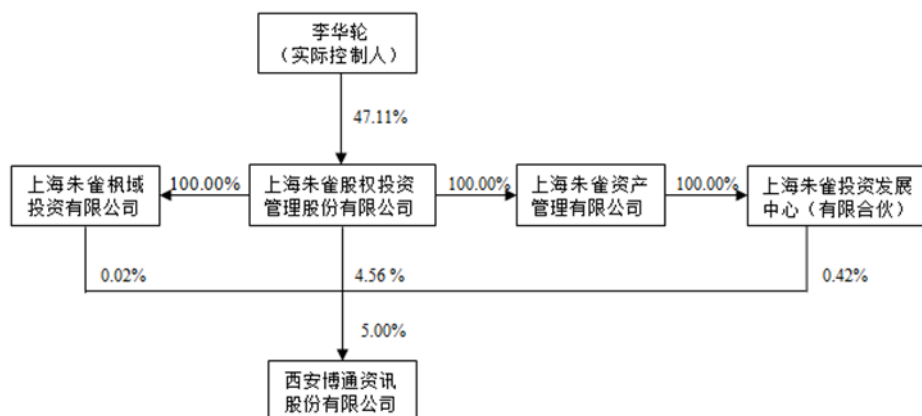 李华轮
（实际控制人）
47.11%
上海朱雀枫域
投资有限公司
100.00%
上海朱雀股权投资
管理股份有限公司
100.00%
上海朱雀资产
管理有限公司
100.00%
上海朱雀投资发展
中心（有限合伙）
0.02%
4.56 %
0.42%
5.00%
西安博通资讯
股份有限公司